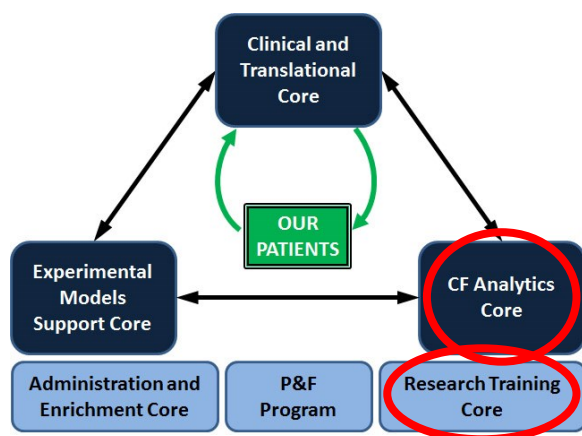 Clinical and
Translational
Core
OUR
PATIENTS
Experimental
Models
Support Core
CF Analytics
Core
Administration and
Enrichment Core
P&F
Program
Research Training
Core